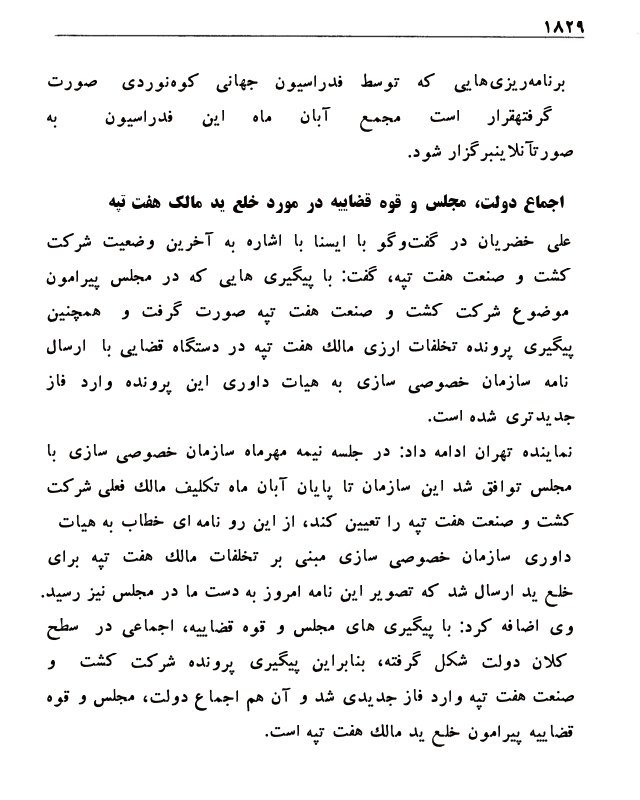 ۱۸۲۹
برنامه‌ریزی‌هایی که توسط فدراسیون جهانی کوه‌نوردی صورت
گرفتهقرار است مجمع آبان ماه این فدراسیون به
صورتآنلاینبرگزار شود.
اجماع دولت، مجلس و قوه قضاییه در مورد خلع ید مالک هفت تپه
علی خضریان در گفت‌وگو با ایسنا با اشاره به آخرین وضعیت شرکت
کشت و صنعت هفت تپه، گفت: با پیگیری هایی که در مجلس پیرامون
موضوع شرکت کشت و صنعت هفت تپه صورت گرفت و همچنین
پیگیری پرونده تخلفات ارزی مالک هفت تپه در دستگاه قضایی با ارسال
نامه سازمان خصوصی سازی به هیات داوری این پرونده وارد فاز
جدیدتری شده است.
نماینده تهران ادامه داد: در جلسه نیمه مهرماه سازمان خصوصی سازی با
مجلس توافق شد این سازمان تا پایان آبان ماه تکلیف مالک فعلی شرکت
کشت و صنعت هفت تپه را تعیین کند، از این رو نامه ای خطاب به هیات
داوری سازمان خصوصی سازی مبنی بر تخلفات مالک هفت تپه برای
خلع ید ارسال شد که تصویر این نامه امروز به دست ما در مجلس نیز رسید.
وی اضافه کرد: با پیگیری های مجلس و قوه قضاییه، اجماعی در سطح
کلان دولت شکل گرفته، بنابراین پیگیری پرونده شرکت کشت و
صنعت هفت تپه وارد فاز جدیدی شد و آن هم اجماع دولت، مجلس و قوه
قضاییه پیرامون خلع ید مالک هفت تپه است.